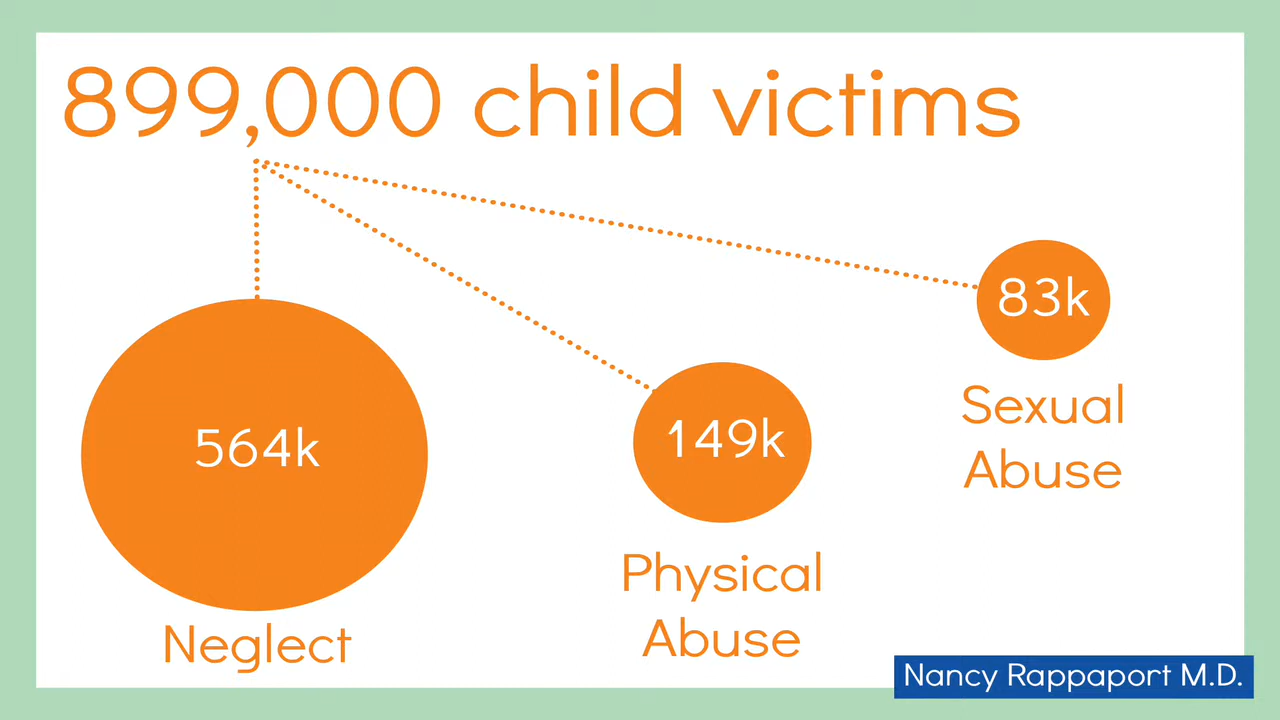 899,000 child victims
564k
Neglect
149k
Physical
Abuse
83k
Sexual
Abuse
Nancy Rappaport M.D.